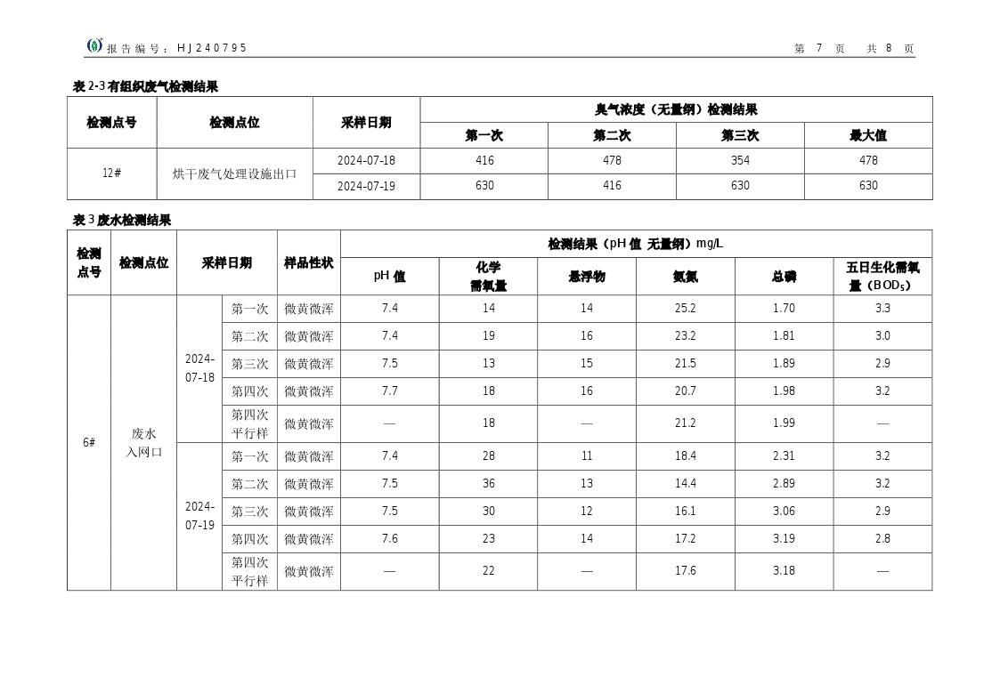 报告编号：HJ240795 第 7 页 共 8 页
表 2-3 有组织废气检测结果
检测点号 检测点位 采样日期 臭气浓度（无量纲）检测结果
第一次 第二次 第三次 最大值
12# 烘干废气处理设施出口 2024-07-18 416 478 354 478
2024-07-19 630 416 630 630
表 3 废水检测结果
检测点号 检测点位 采样日期 样品性状 检测结果（pH 值 无量纲）mg/L
pH 值 化学需氧量 悬浮物 氨氮 总磷 五日生化需氧量（BOD₅）
6# 废水入网口 2024-07-18 第一次 微黄微浑 7.4 14 14 25.2 1.70 3.3
第二次 微黄微浑 7.4 19 16 23.2 1.81 3.0
第三次 微黄微浑 7.5 13 15 21.5 1.89 2.9
第四次 微黄微浑 7.7 18 16 20.7 1.98 3.2
第四次平行样 微黄微浑 — 18 — 21.2 1.99 —
2024-07-19 第一次 微黄微浑 7.4 28 11 18.4 2.31 3.2
第二次 微黄微浑 7.5 36 13 14.4 2.89 3.2
第三次 微黄微浑 7.5 30 12 16.1 3.06 2.9
第四次 微黄微浑 7.6 23 14 17.2 3.19 2.8
第四次平行样 微黄微浑 — 22 — 17.6 3.18 —